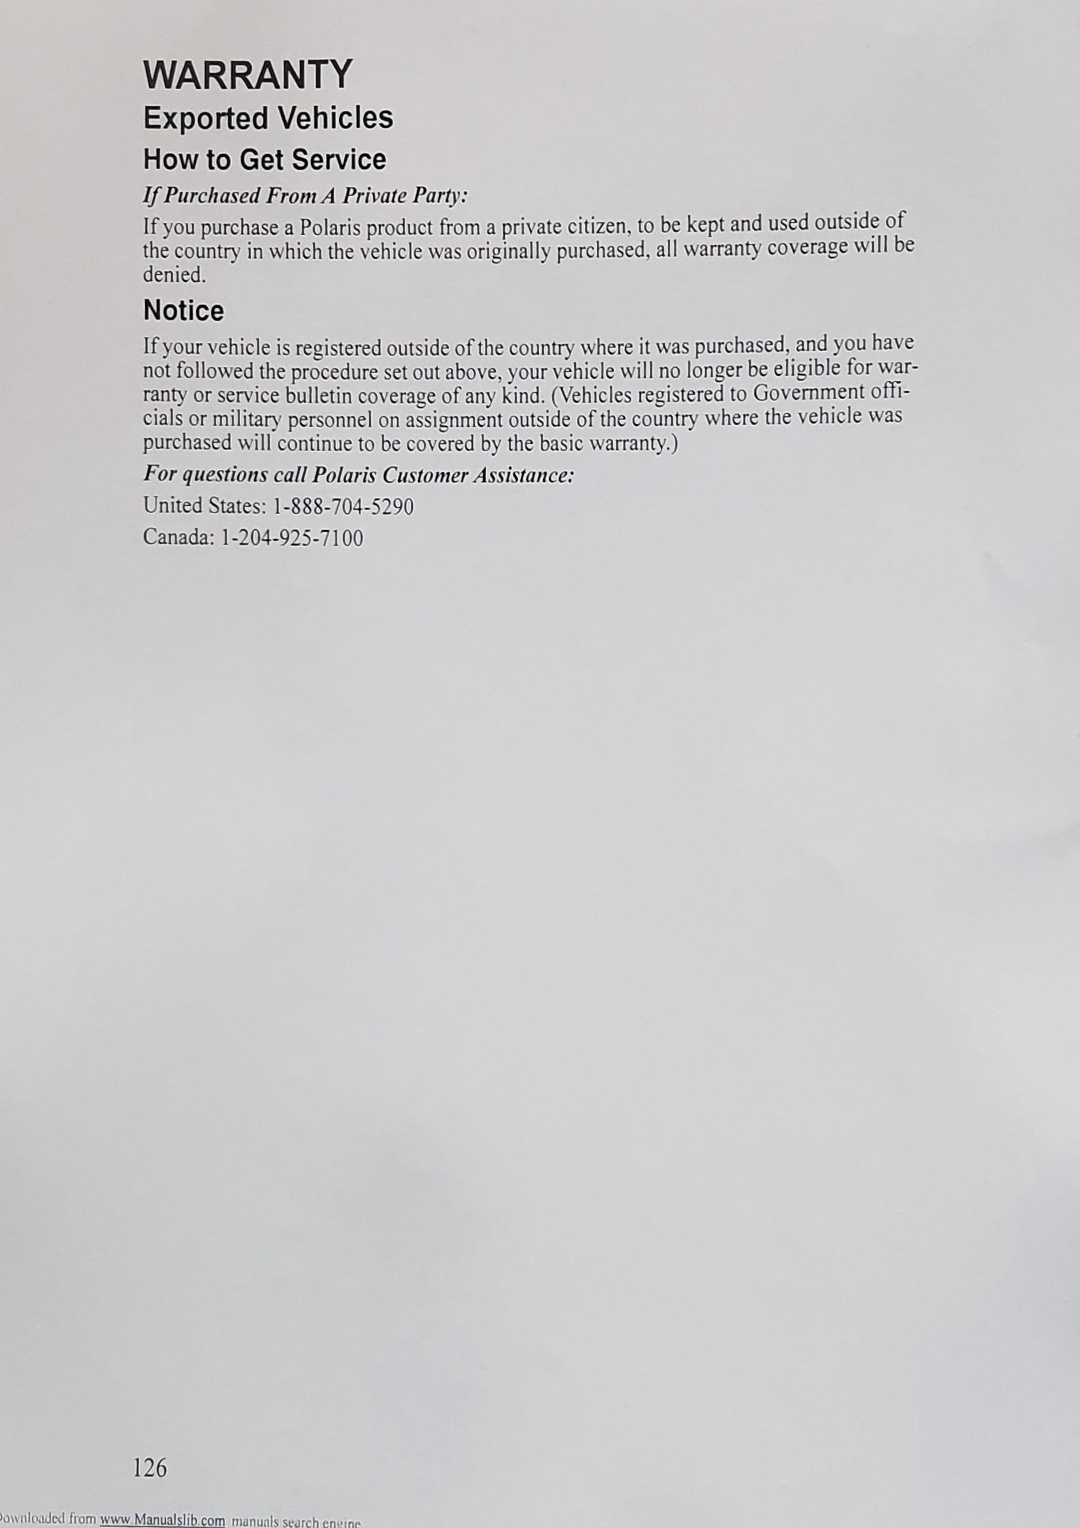 WARRANTY
Exported Vehicles
How to Get Service
If Purchased From A Private Party:
If you purchase a Polaris product from a private citizen, to be kept and used outside of
the country in which the vehicle was originally purchased, all warranty coverage will be
denied.
Notice
If your vehicle is registered outside of the country where it was purchased, and you have
not followed the procedure set out above, your vehicle will no longer be eligible for war-
ranty or service bulletin coverage of any kind. (Vehicles registered to Government offi-
cials or military personnel on assignment outside of the country where the vehicle was
purchased will continue to be covered by the basic warranty.)
For questions call Polaris Customer Assistance:
United States: 1-888-704-5290
Canada: 1-204-925-7100
126
Downloaded from www.Manualslib.com manuals search engine